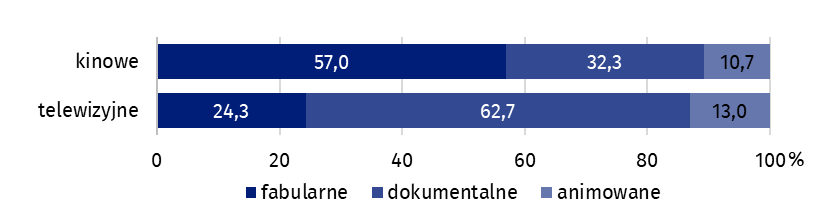 kinowe 57,0 32,3 10,7
telewizyjne 24,3 62,7 13,0
0 20 40 60 80 100%
fabularne dokumentalne animowane